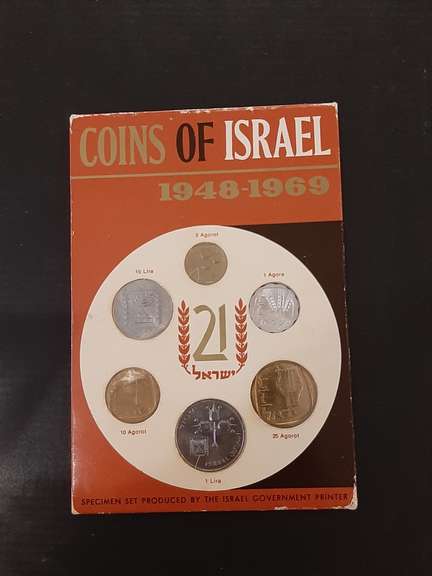 COINS OF ISRAEL
1948-1969
5 Agorot
½ Lira
1 Agora
21
ישראל
10 Agorot
25 Agorot
1 Lira
SPECIMEN SET PRODUCED BY THE ISRAEL GOVERNMENT PRINTER